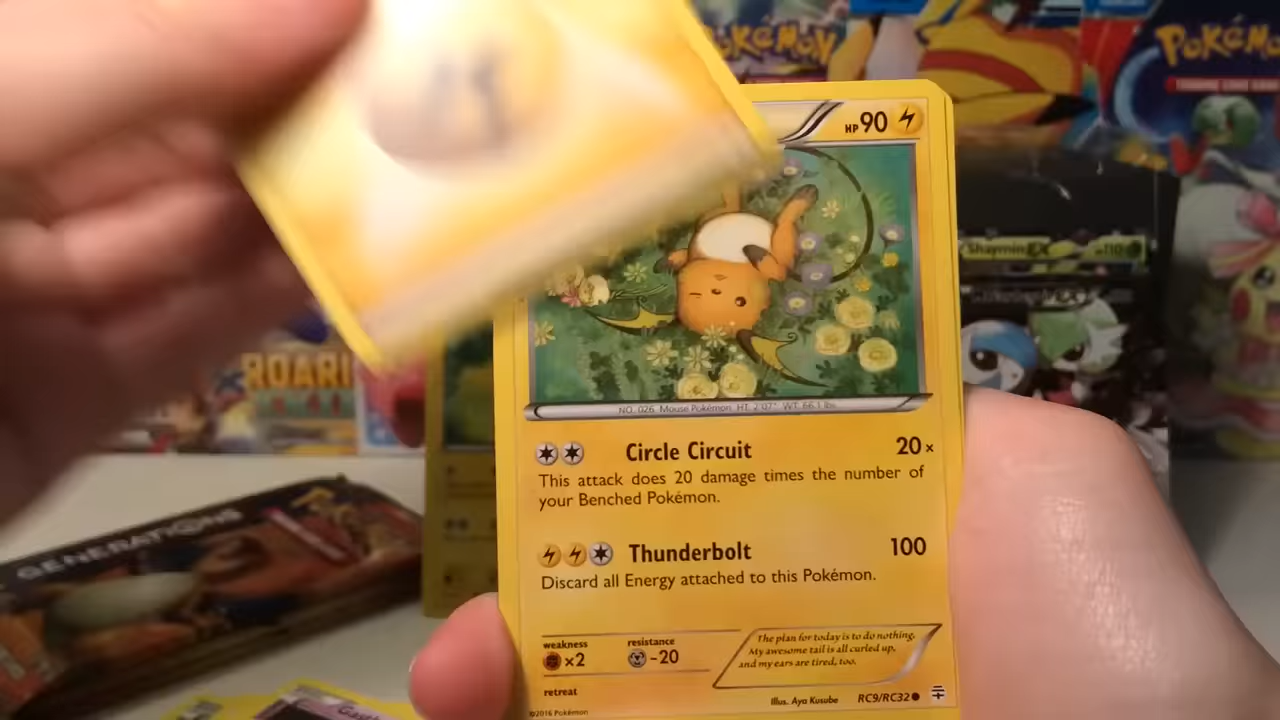 POKÉMON
POKÉMON
HP 90
ShayminEX
HP110
ROARI
GENERATIONS
NO. 026 Mouse Pokémon HT: 2'07" WT: 66.1 lbs.
Circle Circuit 20×
This attack does 20 damage times the number of
your Benched Pokémon.
Thunderbolt 100
Discard all Energy attached to this Pokémon.
weakness
×2
resistance
-20
The plan for today is to do nothing.
My awesome tail is all curled up,
and my ears are tired, too.
retreat
Illus. Aya Kusube
RC9/RC32
©2016 Pokémon
Gastl